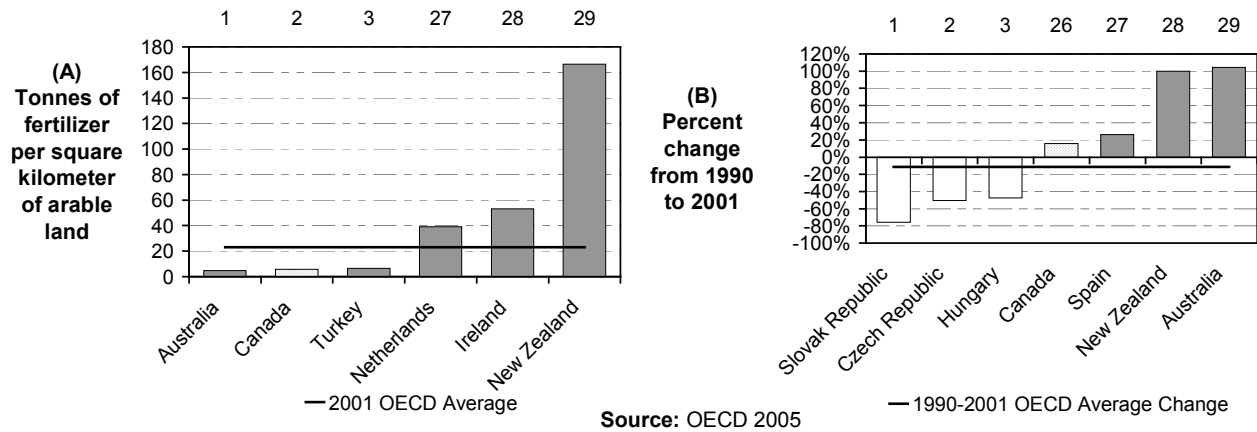 1 2 3 27 28 29
(A)
Tonnes of
fertilizer
per square
kilometer
of arable
land
180
160
140
120
100
80
60
40
20
0
Australia
Canada
Turkey
Netherlands
Ireland
New Zealand
2001 OECD Average
1 2 3 26 27 28 29
(B)
Percent
change
from 1990
to 2001
120%
100%
80%
60%
40%
20%
0%
-20%
-40%
-60%
-80%
-100%
Slovak Republic
Czech Republic
Hungary
Canada
Spain
New Zealand
Australia
1990-2001 OECD Average Change
Source: OECD 2005